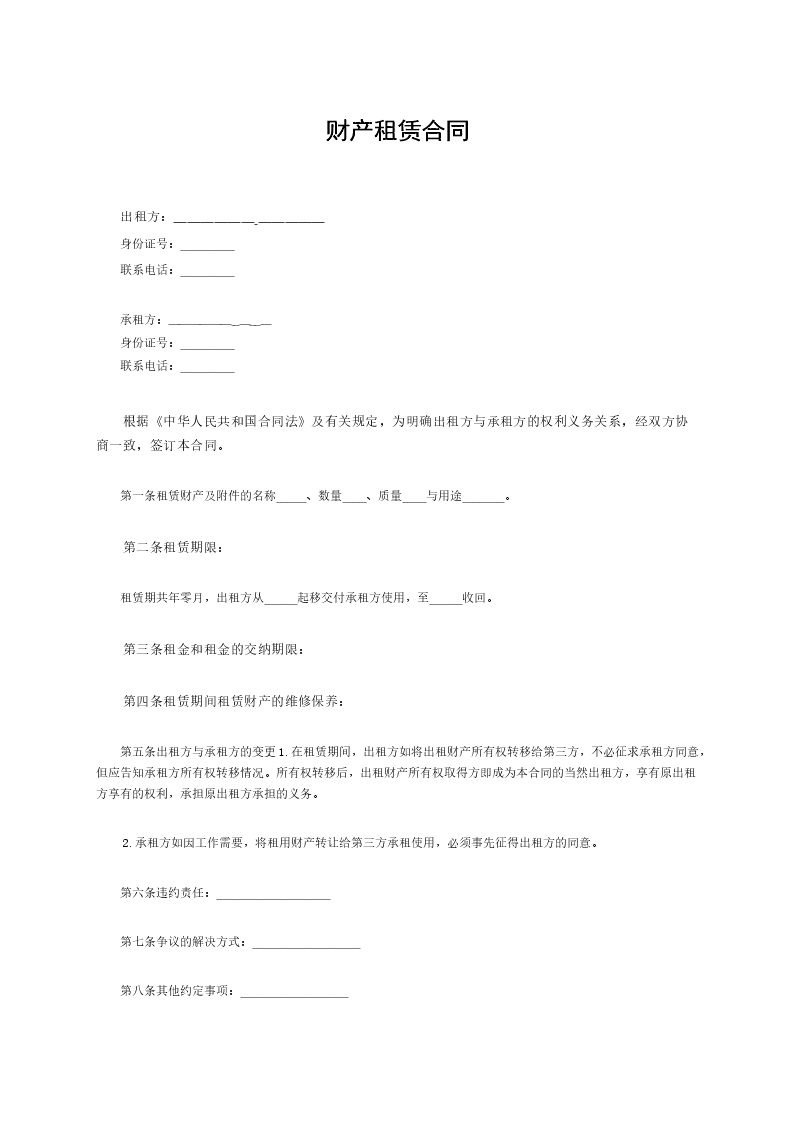 财产租赁合同
出租方：____________-__________
身份证号：_________
联系电话：_________
承租方：__________ _ _
身份证号：_________
联系电话：_________
根据《中华人民共和国合同法》及有关规定，为明确出租方与承租方的权利义务关系，经双方协
商一致，签订本合同。
第一条租赁财产及附件的名称_____、数量____、质量____与用途_______。
第二条租赁期限：
租赁期共年零月，出租方从______起移交付承租方使用，至______收回。
第三条租金和租金的交纳期限：
第四条租赁期间租赁财产的维修保养：
第五条出租方与承租方的变更 1. 在租赁期间，出租方如将出租财产所有权转移给第三方，不必征求承租方同意，
但应告知承租方所有权转移情况。所有权转移后，出租财产所有权取得方即成为本合同的当然出租方，享有原出租
方享有的权利，承担原出租方承担的义务。
2. 承租方如因工作需要，将租用财产转让给第三方承租使用，必须事先征得出租方的同意。
第六条违约责任：___________________
第七条争议的解决方式：__________________
第八条其他约定事项：__________________